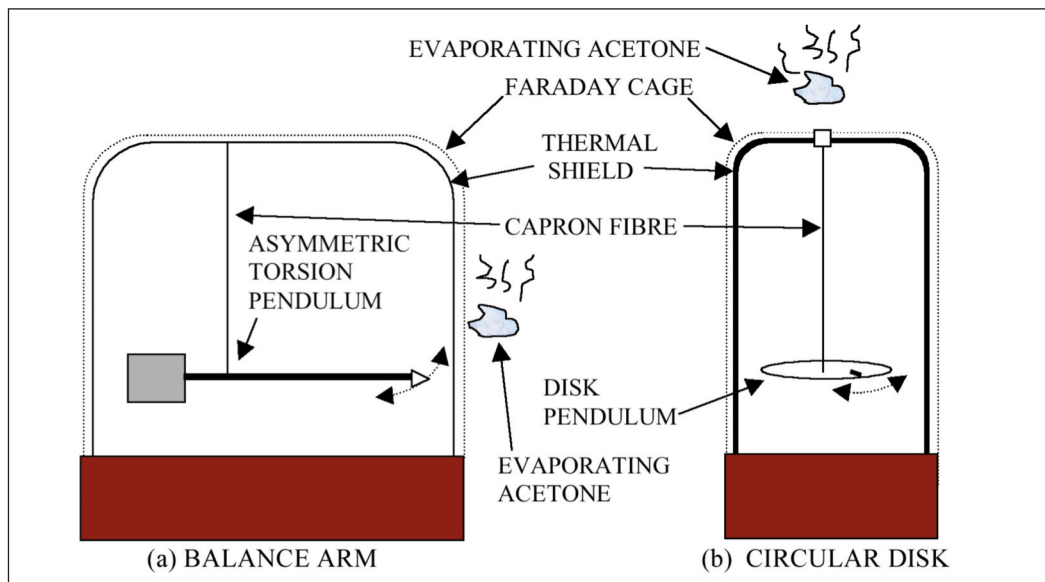 EVAPORATING ACETONE
FARADAY CAGE
THERMAL
SHIELD
CAPRON FIBRE
ASYMMETRIC
TORSION
PENDULUM
DISK
PENDULUM
EVAPORATING
ACETONE
(a) BALANCE ARM
(b) CIRCULAR DISK